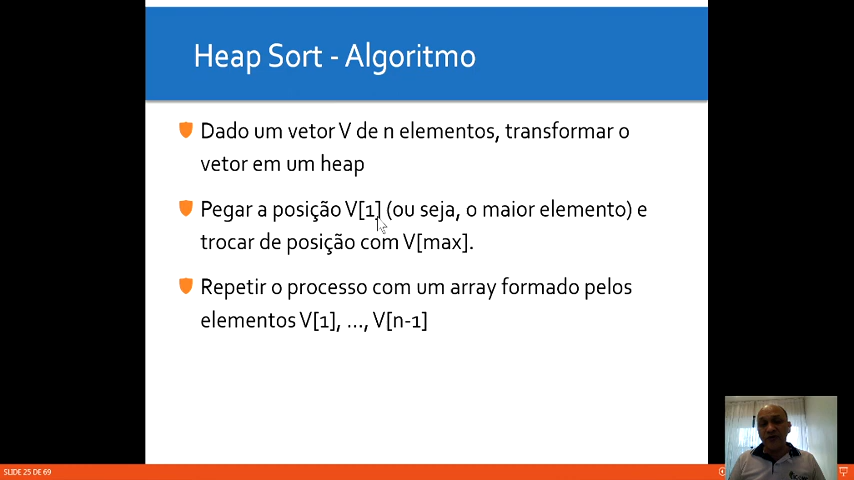 Heap Sort - Algoritmo
Dado um vetor V de n elementos, transformar o
vetor em um heap
Pegar a posição V[1] (ou seja, o maior elemento) e
trocar de posição com V[max].
Repetir o processo com um array formado pelos
elementos V[1], ..., V[n-1]
SLIDE 25 DE 69